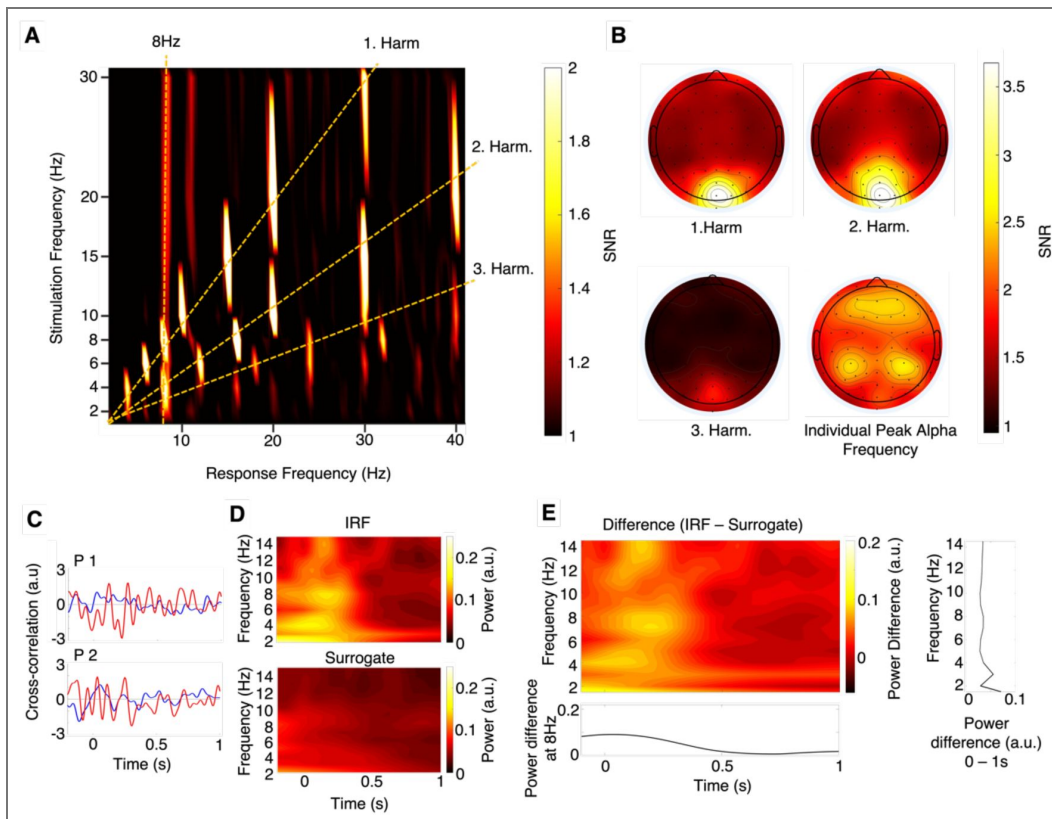 A
8Hz
1. Harm
2. Harm.
3. Harm.
Stimulation Frequency (Hz)
30
20
15
10
8
6
4
2
10
20
30
40
Response Frequency (Hz)
2
1.8
1.6
1.4
1.2
1
SNR
B
1.Harm
2. Harm.
3. Harm.
Individual Peak Alpha
Frequency
3.5
3
2.5
2
1.5
1
SNR
C
P 1
3
0
-3
P 2
3
0
-3
Cross-correlation (a.u)
0
0.5
1
Time (s)
D
IRF
Frequency (Hz)
14
12
10
8
6
4
2
0.1
0
Power (a.u.)
Surrogate
Frequency (Hz)
14
12
10
8
6
4
2
0.1
0
Power (a.u.)
0
0.5
1
Time (s)
E
Difference (IRF – Surrogate)
Frequency (Hz)
14
12
10
8
6
4
2
0.2
0.1
0
Power Difference (a.u.)
Power difference
at 8Hz
0.2
0
0
0.5
1
Time (s)
Frequency (Hz)
14
12
10
8
6
4
2
0.1
Power
difference (a.u.)
0 – 1s